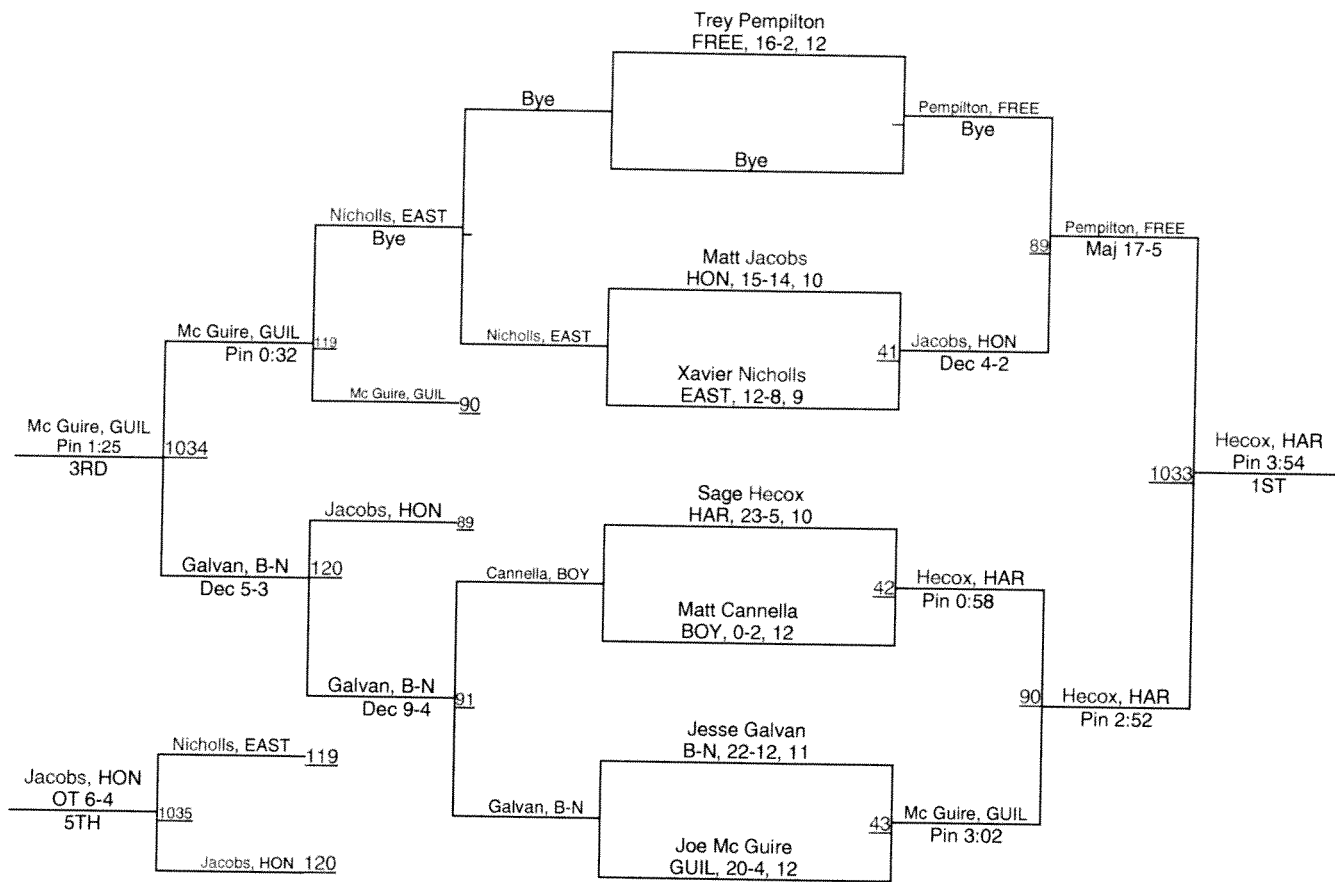 Trey Pempilton
FREE, 16-2, 12
Bye
Pempilton, FREE
Bye
Bye
Nicholls, EAST
Bye
Pempilton, FREE
Maj 17-5
89
Matt Jacobs
HON, 15-14, 10
Mc Guire, GUIL
Pin 0:32
119
Nicholls, EAST
41
Jacobs, HON
Dec 4-2
Xavier Nicholls
EAST, 12-8, 9
Mc Guire, GUIL
90
Mc Guire, GUIL
Pin 1:25
3RD
1034
Hecox, HAR
Pin 3:54
1ST
1033
Sage Hecox
HAR, 23-5, 10
Jacobs, HON
89
Galvan, B-N
Dec 5-3
120
Cannella, BOY
42
Hecox, HAR
Pin 0:58
Matt Cannella
BOY, 0-2, 12
Galvan, B-N
Dec 9-4
91
90
Hecox, HAR
Pin 2:52
Jesse Galvan
B-N, 22-12, 11
Nicholls, EAST
119
Jacobs, HON
OT 6-4
5TH
1035
Galvan, B-N
43
Mc Guire, GUIL
Pin 3:02
Joe Mc Guire
GUIL, 20-4, 12
Jacobs, HON
120